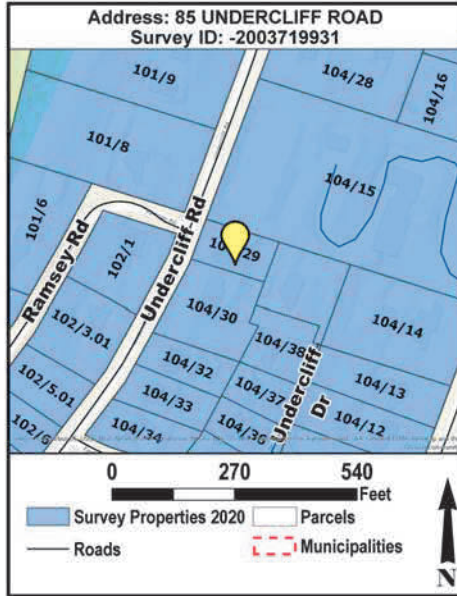 Address: 85 UNDERCLIFF ROAD
Survey ID: -2003719931
101/9
104/28
104/16
101/8
104/15
101/6
Ramsey Rd
102/1
Undercliff Rd
29
104/30
104/14
102/3.01
104/38
104/32
Undercliff Dr
104/13
102/5.01
104/33
104/37
104/12
104/34
104/36
0 270 540
Feet
Survey Properties 2020
Parcels
Roads
Municipalities
N